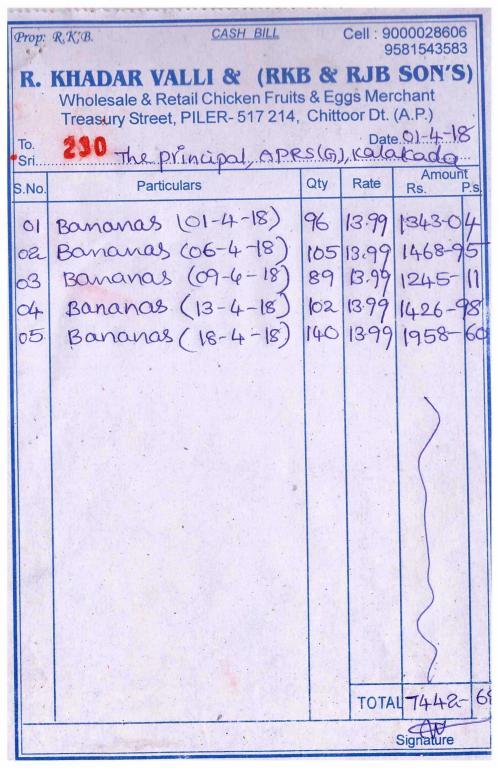 Prop: R.K.B. CASH BILL Cell : 9000028606
9581543583
R. KHADAR VALLI & (RKB & RJB SON'S)
Wholesale & Retail Chicken Fruits & Eggs Merchant
Treasury Street, PILER- 517 214, Chittoor Dt. (A.P.)
To. 230 Date 01-4-18
Sri. The principal, APRS(G), Kalakada
S.No. Particulars Qty Rate Amount
Rs. P.s.
01 Bananas (01-4-18) 96 13.99 1343-04
02 Bananas (06-4-18) 105 13.99 1468-95
03 Bananas (09-4-18) 89 13.99 1245-11
04 Bananas (13-4-18) 102 13.99 1426-98
05 Bananas (18-4-18) 140 13-99 1958-60
TOTAL 7442-68
Signature